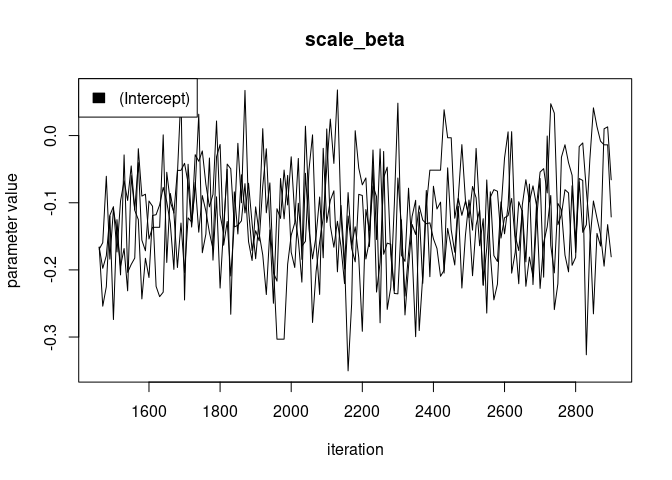 scale_beta
(Intercept)
0.0
-0.1
-0.2
-0.3
parameter value
1600 1800 2000 2200 2400 2600 2800
iteration